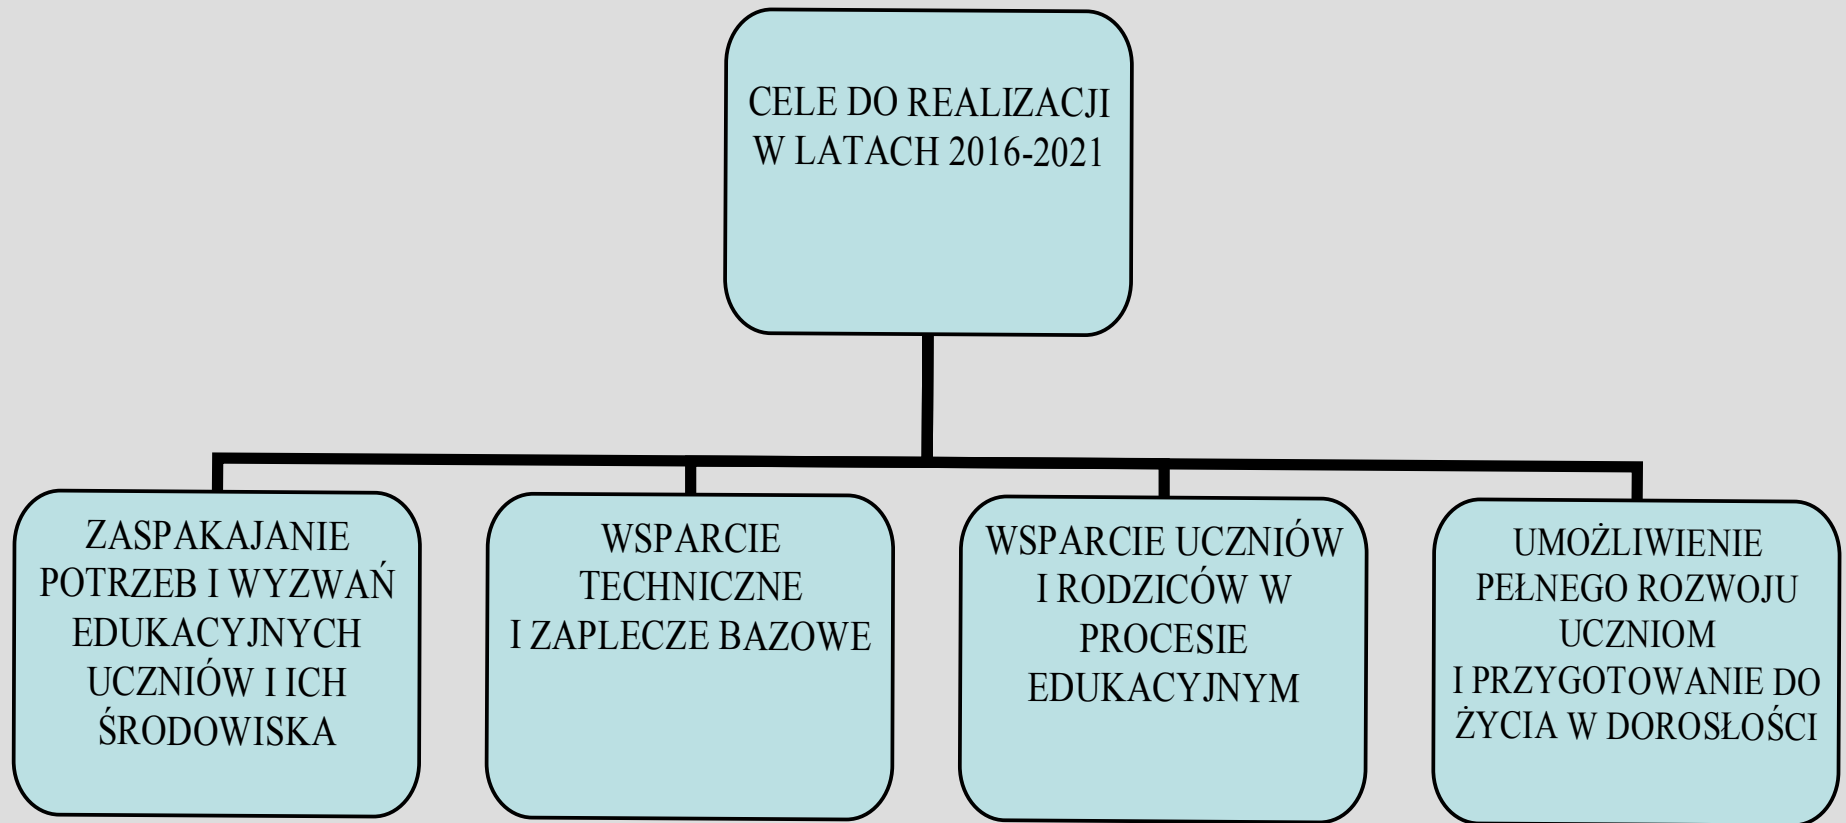 CELE DO REALIZACJI
W LATACH 2016-2021
ZASPAKAJANIE
POTRZEB I WYZWAŃ
EDUKACYJNYCH
UCZNIÓW I ICH
ŚRODOWISKA
WSPARCIE
TECHNICZNE
I ZAPLECZE BAZOWE
WSPARCIE UCZNIÓW
I RODZICÓW W
PROCESIE
EDUKACYJNYM
UMOŻLIWIENIE
PEŁNEGO ROZWOJU
UCZNIOM
I PRZYGOTOWANIE DO
ŻYCIA W DOROSŁOŚCI